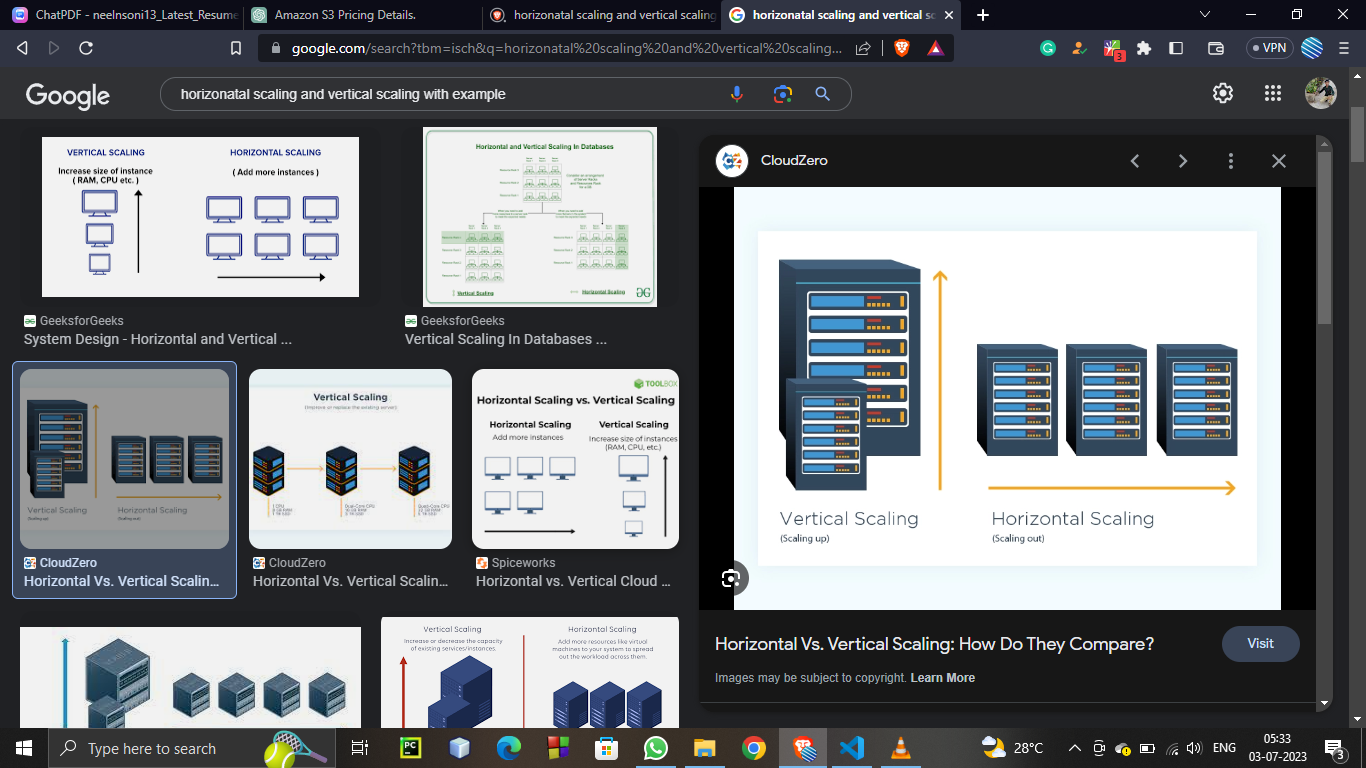 ChatPDF - neelnsoni13_Latest_Resume
Amazon S3 Pricing Details.
horizonatal scaling and vertical scaling
horizonatal scaling and vertical sc
google.com/search?tbm=isch&q=horizonatal%20scaling%20and%20vertical%20scaling...
3
VPN
Google
horizonatal scaling and vertical scaling with example
VERTICAL SCALING
Increase size of instance
( RAM, CPU etc. )
HORIZONTAL SCALING
( Add more instances )
GeeksforGeeks
System Design - Horizontal and Vertical ...
Horizontal and Vertical Scaling In Databases
Vertical Scaling
Horizontal Scaling
GeeksforGeeks
Vertical Scaling In Databases ...
Vertical Scaling
(Scaling up)
Horizontal Scaling
(Scaling out)
CloudZero
Horizontal Vs. Vertical Scalin...
Vertical Scaling
(Improve or replace the existing server)
CloudZero
Horizontal Vs. Vertical Scalin...
TOOLBOX
Horizontal Scaling vs. Vertical Scaling
Horizontal Scaling
Add more instances
Vertical Scaling
Increase size of instances
(RAM, CPU, etc.)
Spiceworks
Horizontal vs. Vertical Cloud ...
Vertical Scaling
Increase or decrease the capacity
of existing services/instances.
Horizontal Scaling
Add more resources like virtual
machines to your system to spread
out the workload across them.
CloudZero
Vertical Scaling
(Scaling up)
Horizontal Scaling
(Scaling out)
Horizontal Vs. Vertical Scaling: How Do They Compare?
Visit
Images may be subject to copyright. Learn More
Type here to search
PC
28°C
ENG
05:33
03-07-2023
3